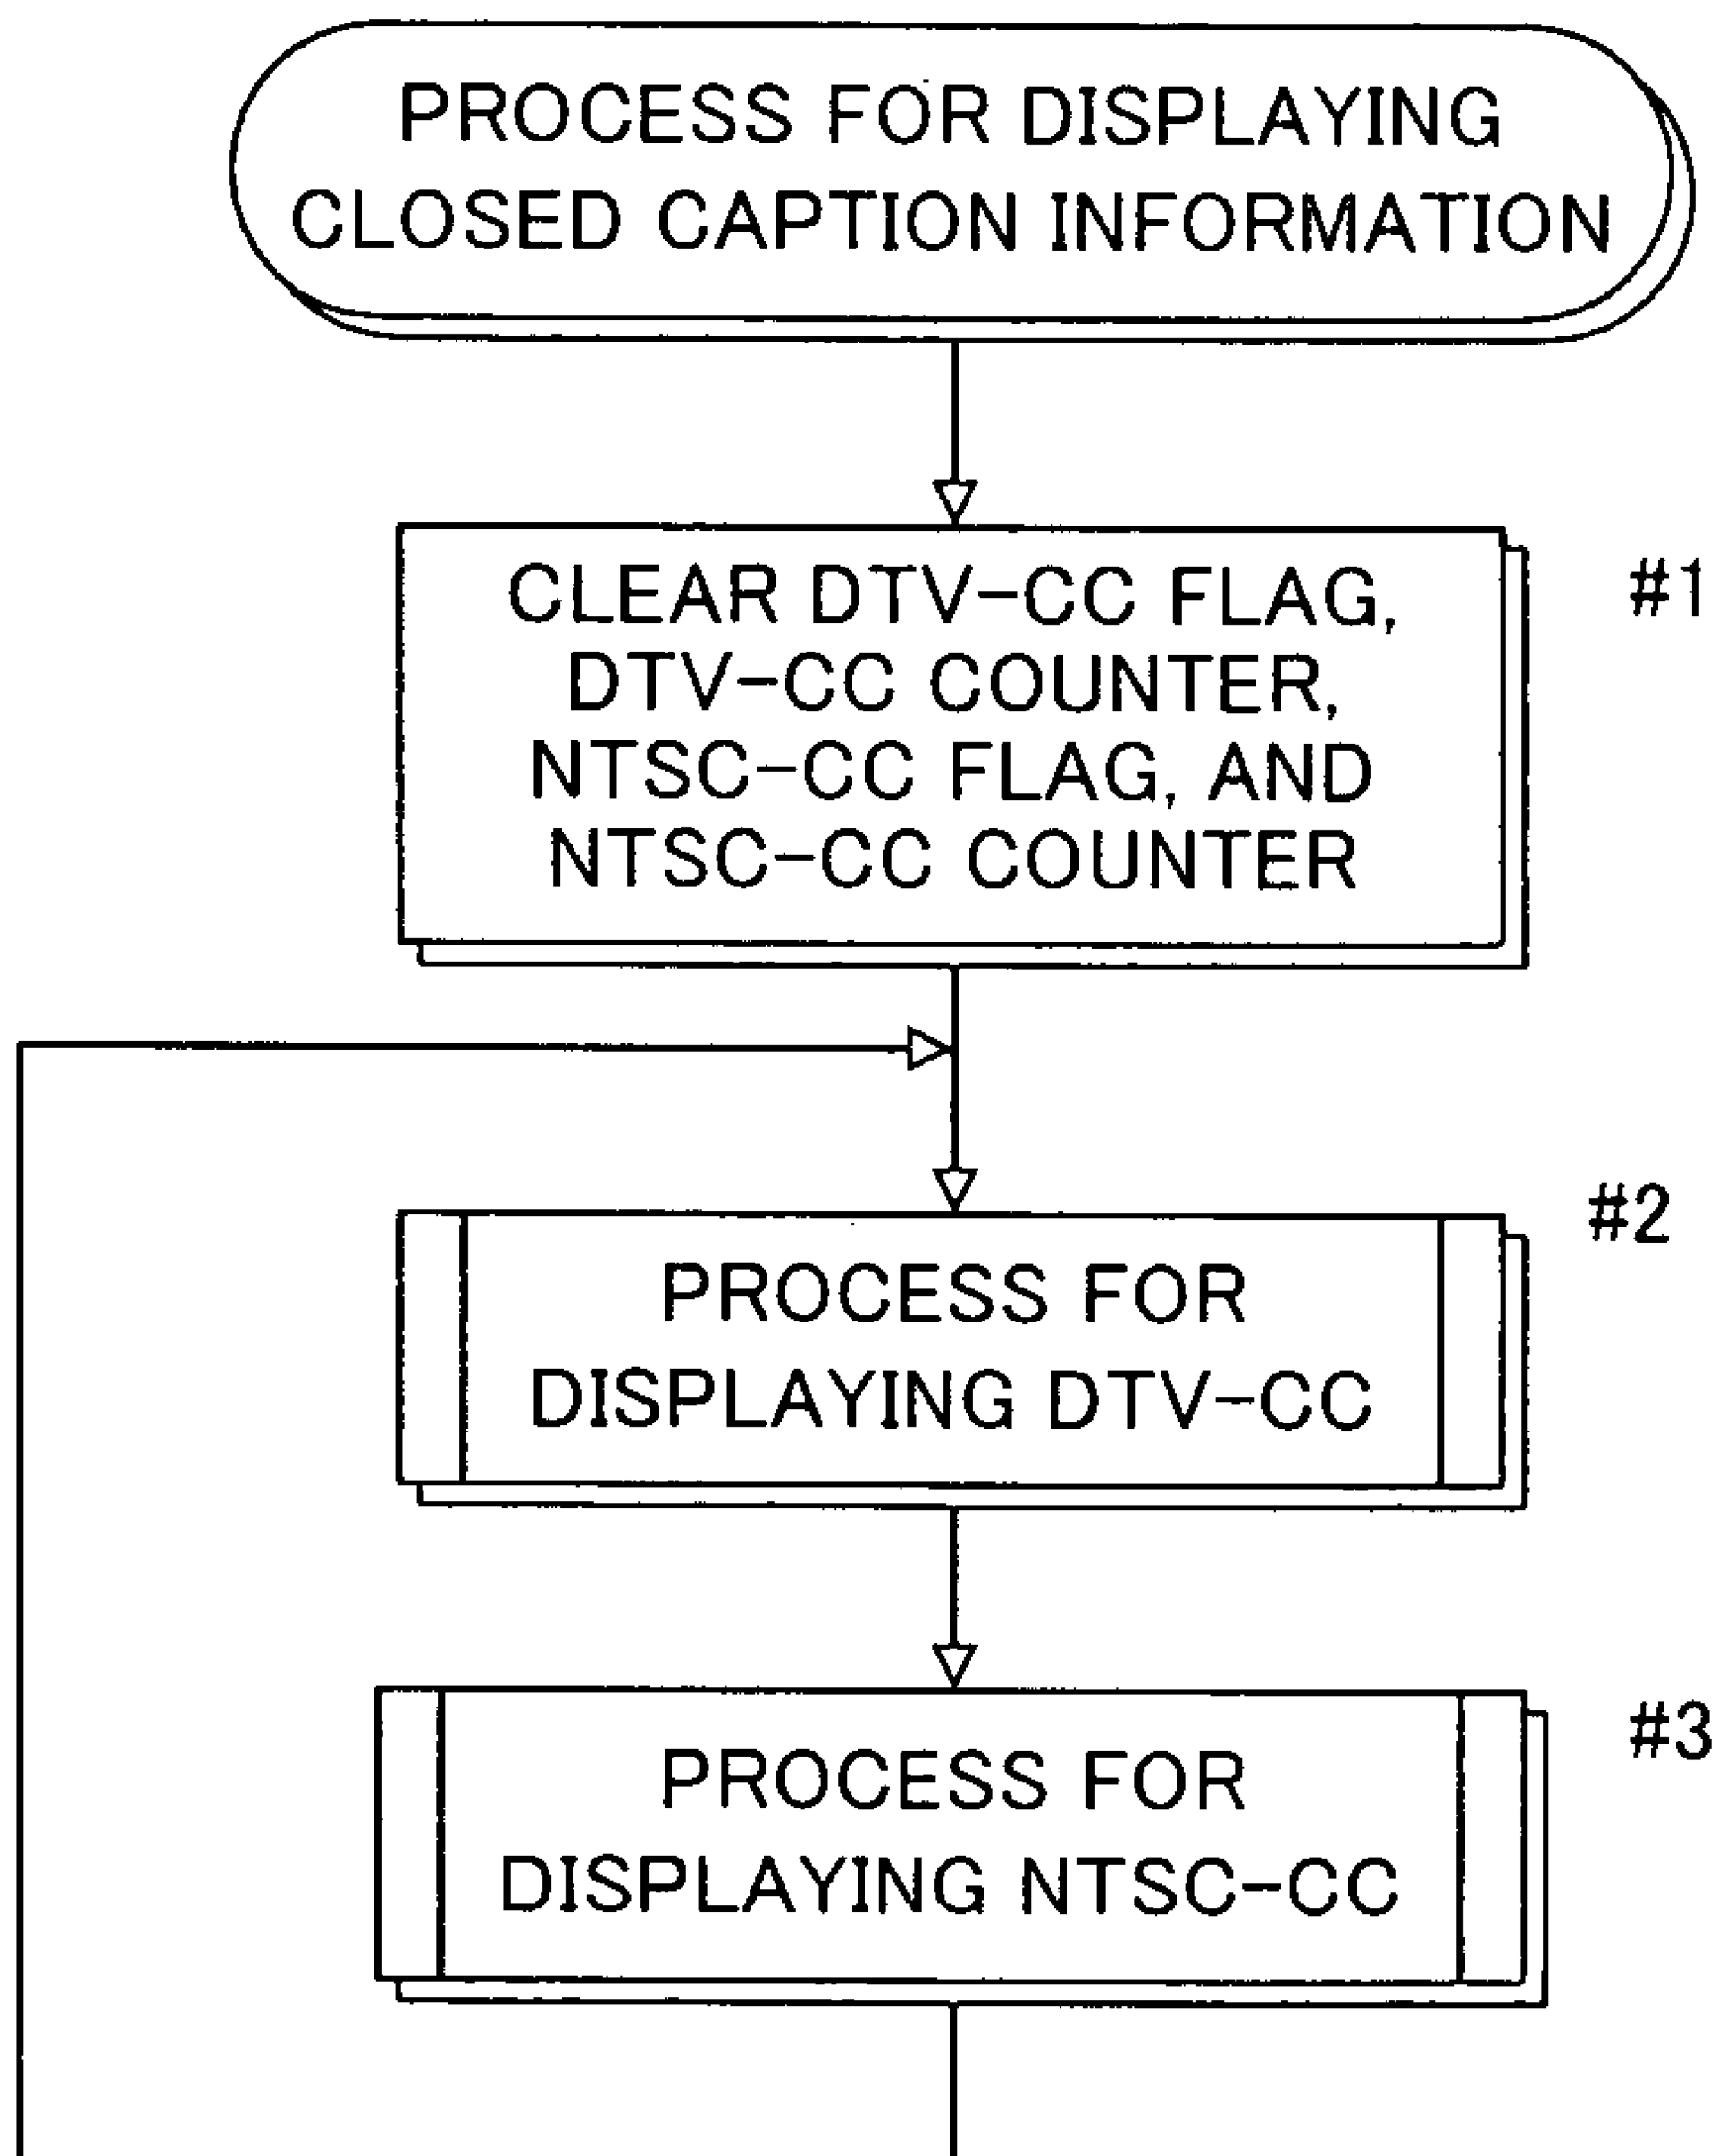 PROCESS FOR DISPLAYING
CLOSED CAPTION INFORMATION
CLEAR DTV-CC FLAG,
DTV-CC COUNTER,
NTSC-CC FLAG, AND
NTSC-CC COUNTER
#1
PROCESS FOR
DISPLAYING DTV-CC
#2
PROCESS FOR
DISPLAYING NTSC-CC
#3